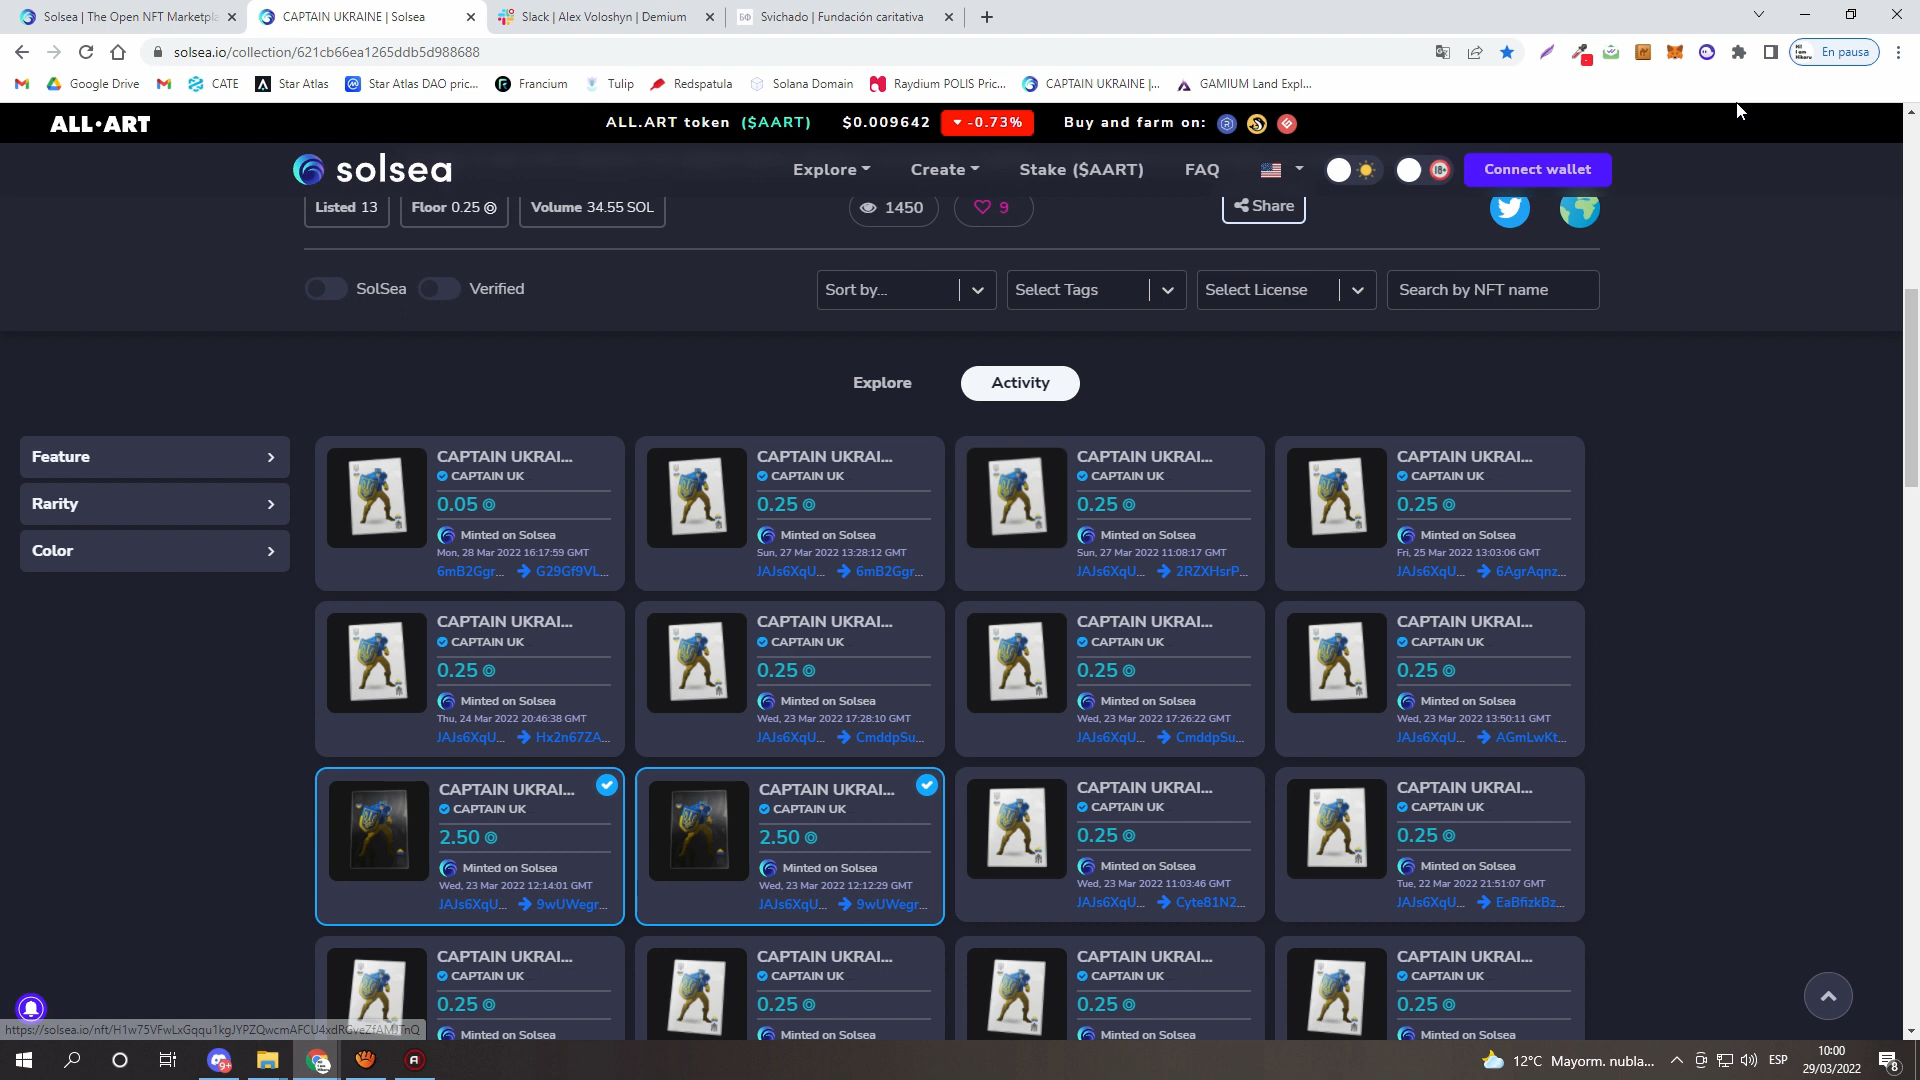 Solsea | The Open NFT Marketpla
CAPTAIN UKRAINE | Solsea
Slack | Alex Voloshyn | Demium
БФ
Svichado | Fundación caritativa
solsea.io/collection/621cb66ea1265ddb5d988688
En pausa
Google Drive
CATE
Star Atlas
Star Atlas DAO pric...
Francium
Tulip
Redspatula
Solana Domain
Raydium POLIS Pric...
CAPTAIN UKRAINE |...
GAMIUM Land Expl...
ALL·ART
ALL.ART token ($AART) $0.009642 -0.73% Buy and farm on:
solsea
Explore
Create
Stake ($AART)
FAQ
18+
Connect wallet
Listed 13
Floor 0.25
Volume 34.55 SOL
1450
9
Share
SolSea
Verified
Sort by...
Select Tags
Select License
Search by NFT name
Explore
Activity
Feature
Rarity
Color
CAPTAIN UKRAI...
CAPTAIN UK
0.05
Minted on Solsea
Mon, 28 Mar 2022 16:17:59 GMT
6mB2Ggr... G29Gf9VL...
CAPTAIN UKRAI...
CAPTAIN UK
0.25
Minted on Solsea
Sun, 27 Mar 2022 13:28:12 GMT
JAJs6XqU... 6mB2Ggr...
CAPTAIN UKRAI...
CAPTAIN UK
0.25
Minted on Solsea
Sun, 27 Mar 2022 11:08:17 GMT
JAJs6XqU... 2RZXHsrP...
CAPTAIN UKRAI...
CAPTAIN UK
0.25
Minted on Solsea
Fri, 25 Mar 2022 13:03:06 GMT
JAJs6XqU... 6AgrAqnz...
CAPTAIN UKRAI...
CAPTAIN UK
0.25
Minted on Solsea
Thu, 24 Mar 2022 20:46:38 GMT
JAJs6XqU... Hx2n67ZA...
CAPTAIN UKRAI...
CAPTAIN UK
0.25
Minted on Solsea
Wed, 23 Mar 2022 17:28:10 GMT
JAJs6XqU... CmddpSu...
CAPTAIN UKRAI...
CAPTAIN UK
0.25
Minted on Solsea
Wed, 23 Mar 2022 17:26:22 GMT
JAJs6XqU... CmddpSu...
CAPTAIN UKRAI...
CAPTAIN UK
0.25
Minted on Solsea
Wed, 23 Mar 2022 13:50:11 GMT
JAJs6XqU... AGmLwKt...
CAPTAIN UKRAI...
CAPTAIN UK
2.50
Minted on Solsea
Wed, 23 Mar 2022 12:14:01 GMT
JAJs6XqU... 9wUWegr...
CAPTAIN UKRAI...
CAPTAIN UK
2.50
Minted on Solsea
Wed, 23 Mar 2022 12:12:29 GMT
JAJs6XqU... 9wUWegr...
CAPTAIN UKRAI...
CAPTAIN UK
0.25
Minted on Solsea
Wed, 23 Mar 2022 11:03:46 GMT
JAJs6XqU... Cyte81N2...
CAPTAIN UKRAI...
CAPTAIN UK
0.25
Minted on Solsea
Tue, 22 Mar 2022 21:51:07 GMT
JAJs6XqU... EaBfizkBz...
CAPTAIN UKRAI...
CAPTAIN UK
0.25
Minted on Solsea
CAPTAIN UKRAI...
CAPTAIN UK
0.25
Minted on Solsea
CAPTAIN UKRAI...
CAPTAIN UK
0.25
Minted on Solsea
CAPTAIN UKRAI...
CAPTAIN UK
0.25
Minted on Solsea
https://solsea.io/nft/H1w75VFwLxGqqu1kgJYPZQwcmAFCU4xdRGveZfAMJTnQ
9+
12°C Mayorm. nubla...
ESP
10:00
29/03/2022
8